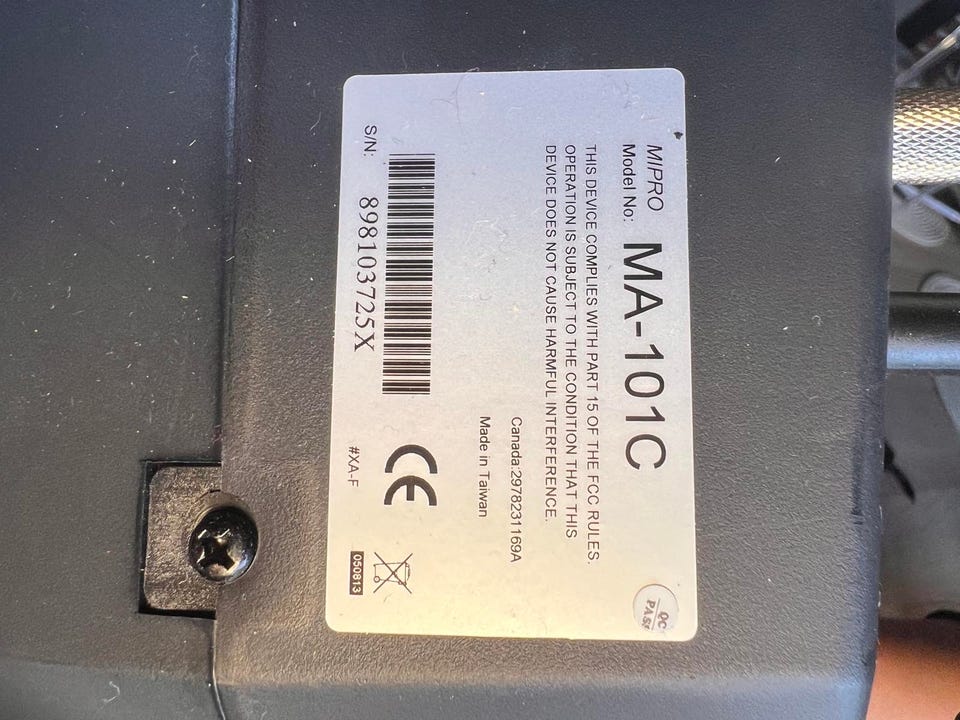 MIPRO
Model No: MA-101C
THIS DEVICE COMPLIES WITH PART 15 OF THE FCC RULES.
OPERATION IS SUBJECT TO THE CONDITION THAT THIS
DEVICE DOES NOT CAUSE HARMFUL INTERFERENCE.
Canada:2978231169A
Made in Taiwan
S/N: 898103725X
CE
#XA-F
050813
QC
PASS